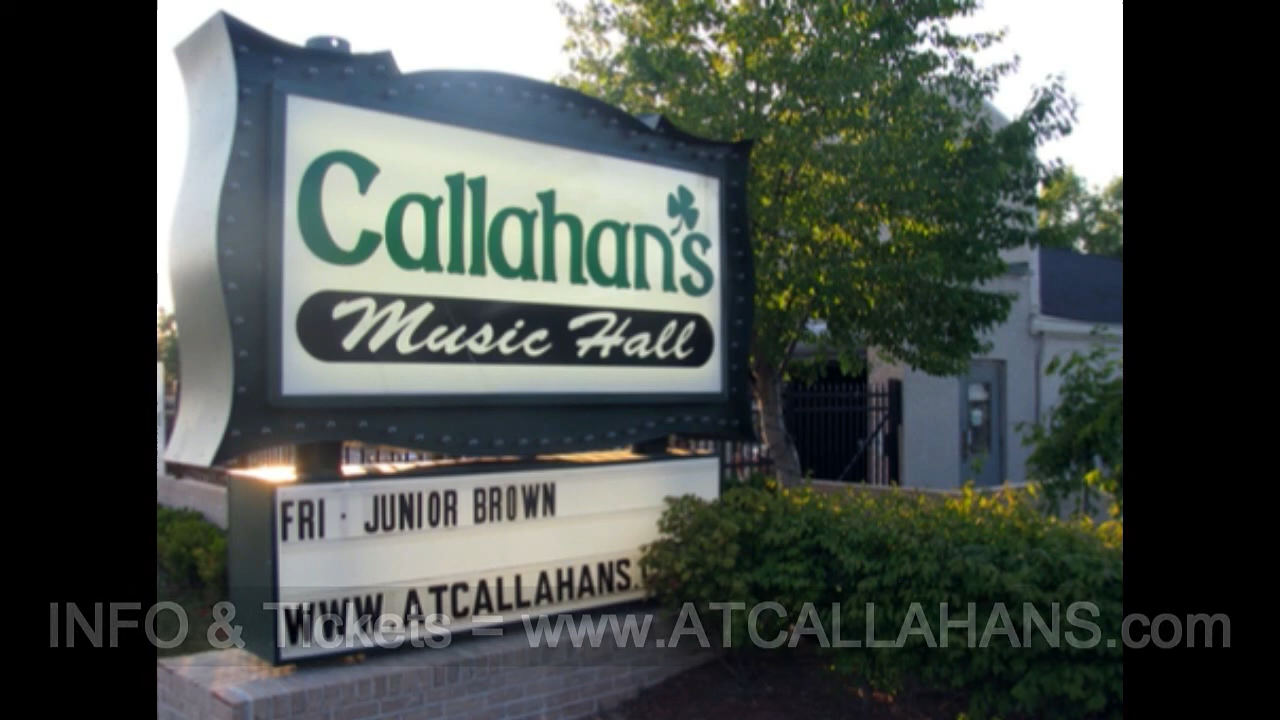 Callahan's
Music Hall
FRI · JUNIOR BROWN
WWW.ATCALLAHANS.
INFO & Tickets = www.ATCALLAHANS.com